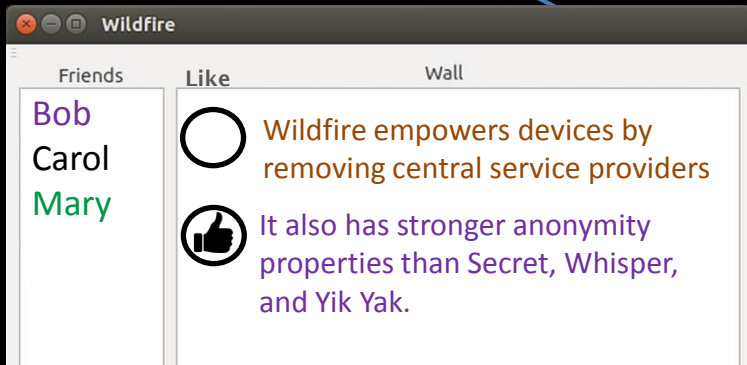 Wildfire
Friends
Like
Wall
Bob
Carol
Mary
Wildfire empowers devices by
removing central service providers
It also has stronger anonymity
properties than Secret, Whisper,
and Yik Yak.